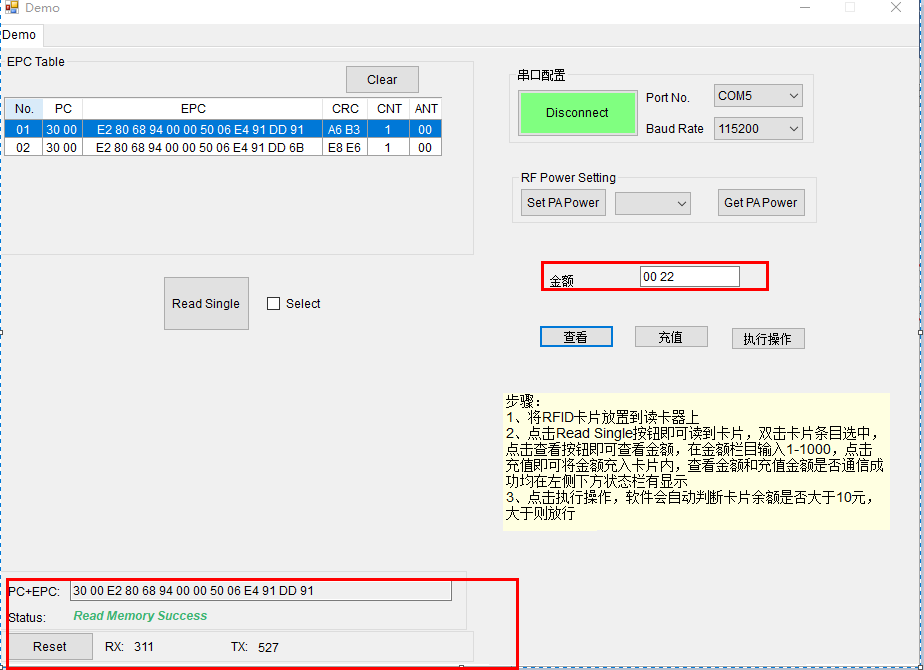 Demo
Demo
EPC Table
Clear
No. PC EPC CRC CNT ANT
01 30 00 E2 80 68 94 00 00 50 06 E4 91 DD 91 A6 B3 1 00
02 30 00 E2 80 68 94 00 00 50 06 E4 91 DD 6B E8 E6 1 00
Read Single Select
串口配置
Disconnect
Port No. COM5
Baud Rate 115200
RF Power Setting
Set PA Power Get PA Power
金额 00 22
查看 充值 执行操作
步骤：
1、将RFID卡片放置到读卡器上
2、点击Read Single按钮即可读到卡片，双击卡片条目选中，
点击查看按钮即可查看金额，在金额栏目输入1-1000，点击
充值即可将金额充入卡片内，查看金额和充值金额是否通信成
功均在左侧下方状态栏有显示
3、点击执行操作，软件会自动判断卡片余额是否大于10元，
大于则放行
PC+EPC: 30 00 E2 80 68 94 00 00 50 06 E4 91 DD 91
Status: Read Memory Success
Reset RX: 311 TX: 527